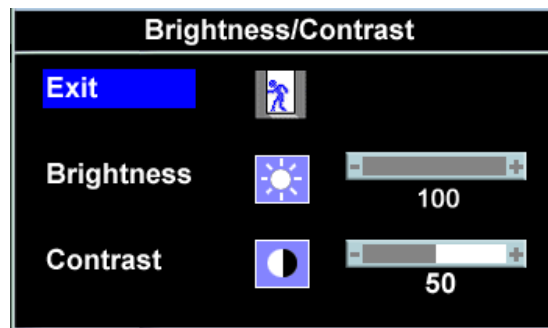 Brightness/Contrast
Exit
Brightness
- +
100
Contrast
- +
50